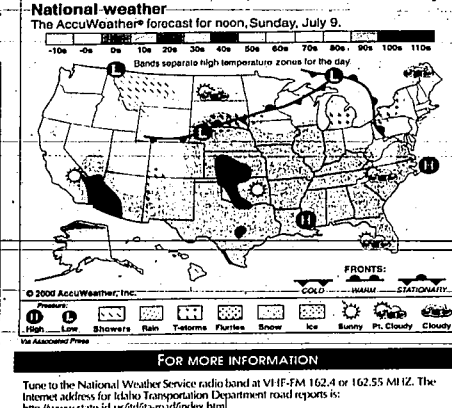 National weather
The AccuWeather® forecast for noon, Sunday, July 9.
-10s -0s 0s 10s 20s 30s 40s 50s 60s 70s 80s 90s 100s 110s
Bands separate high temperature zones for the day.
L
L
L
H
H
FRONTS:
COLD WARM STATIONARY
© 2000 AccuWeather, Inc.
Pressure:
H L
High Low Showers Rain T-storms Flurries Snow Ice Sunny Pt. Cloudy Cloudy
Via Associated Press
FOR MORE INFORMATION
Tune to the National Weather Service radio band at VHF-FM 162.4 or 162.55 MHZ. The
Internet address for Idaho Transportation Department road reports is: